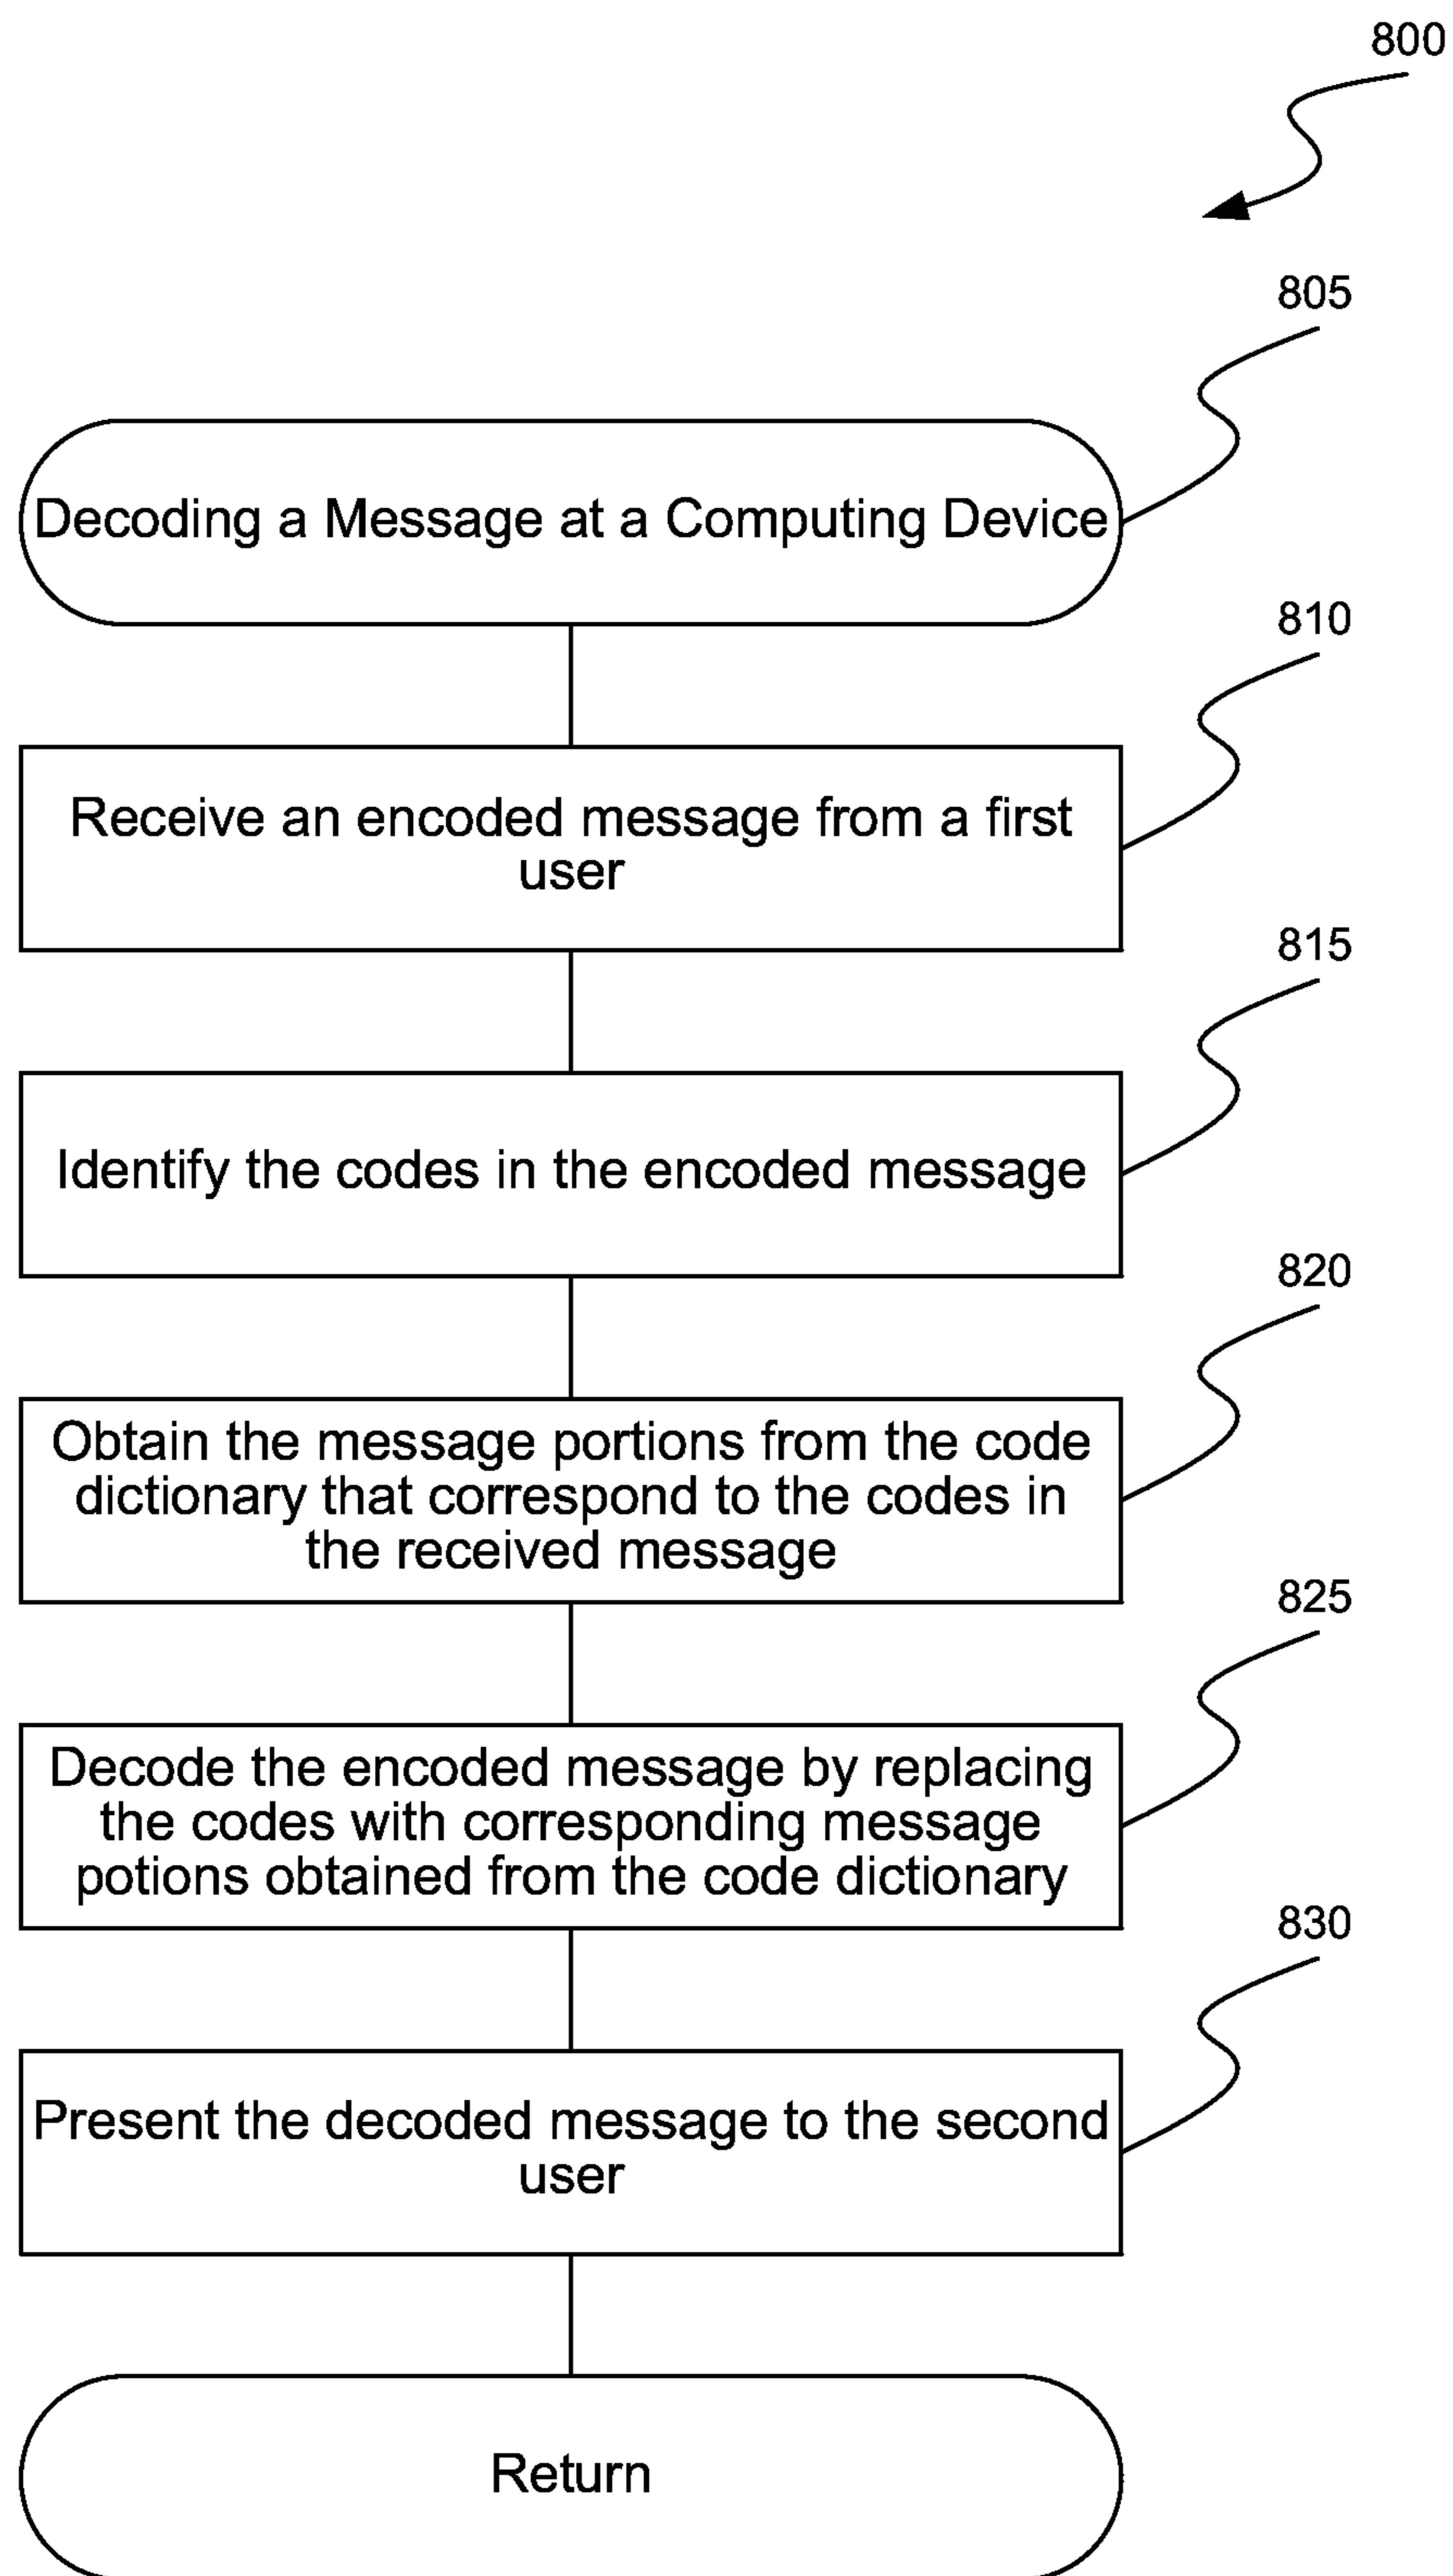 800
805
Decoding a Message at a Computing Device
810
Receive an encoded message from a first
user
815
Identify the codes in the encoded message
820
Obtain the message portions from the code
dictionary that correspond to the codes in
the received message
825
Decode the encoded message by replacing
the codes with corresponding message
potions obtained from the code dictionary
830
Present the decoded message to the second
user
Return